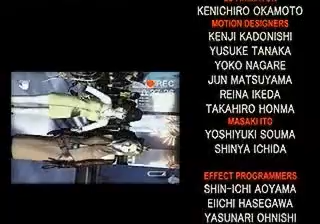 KENICHIRO OKAMOTO
MOTION DESIGNERS
KENJI KADONISHI
YUSUKE TANAKA
YOKO NAGARE
JUN MATSUYAMA
REINA IKEDA
TAKAHIRO HONMA
MASAKI ITO
YOSHIYUKI SOUMA
SHINYA ICHIDA
EFFECT PROGRAMMERS
SHIN-ICHI AOYAMA
EIICHI HASEGAWA
YASUNARI OHNISHI
REC